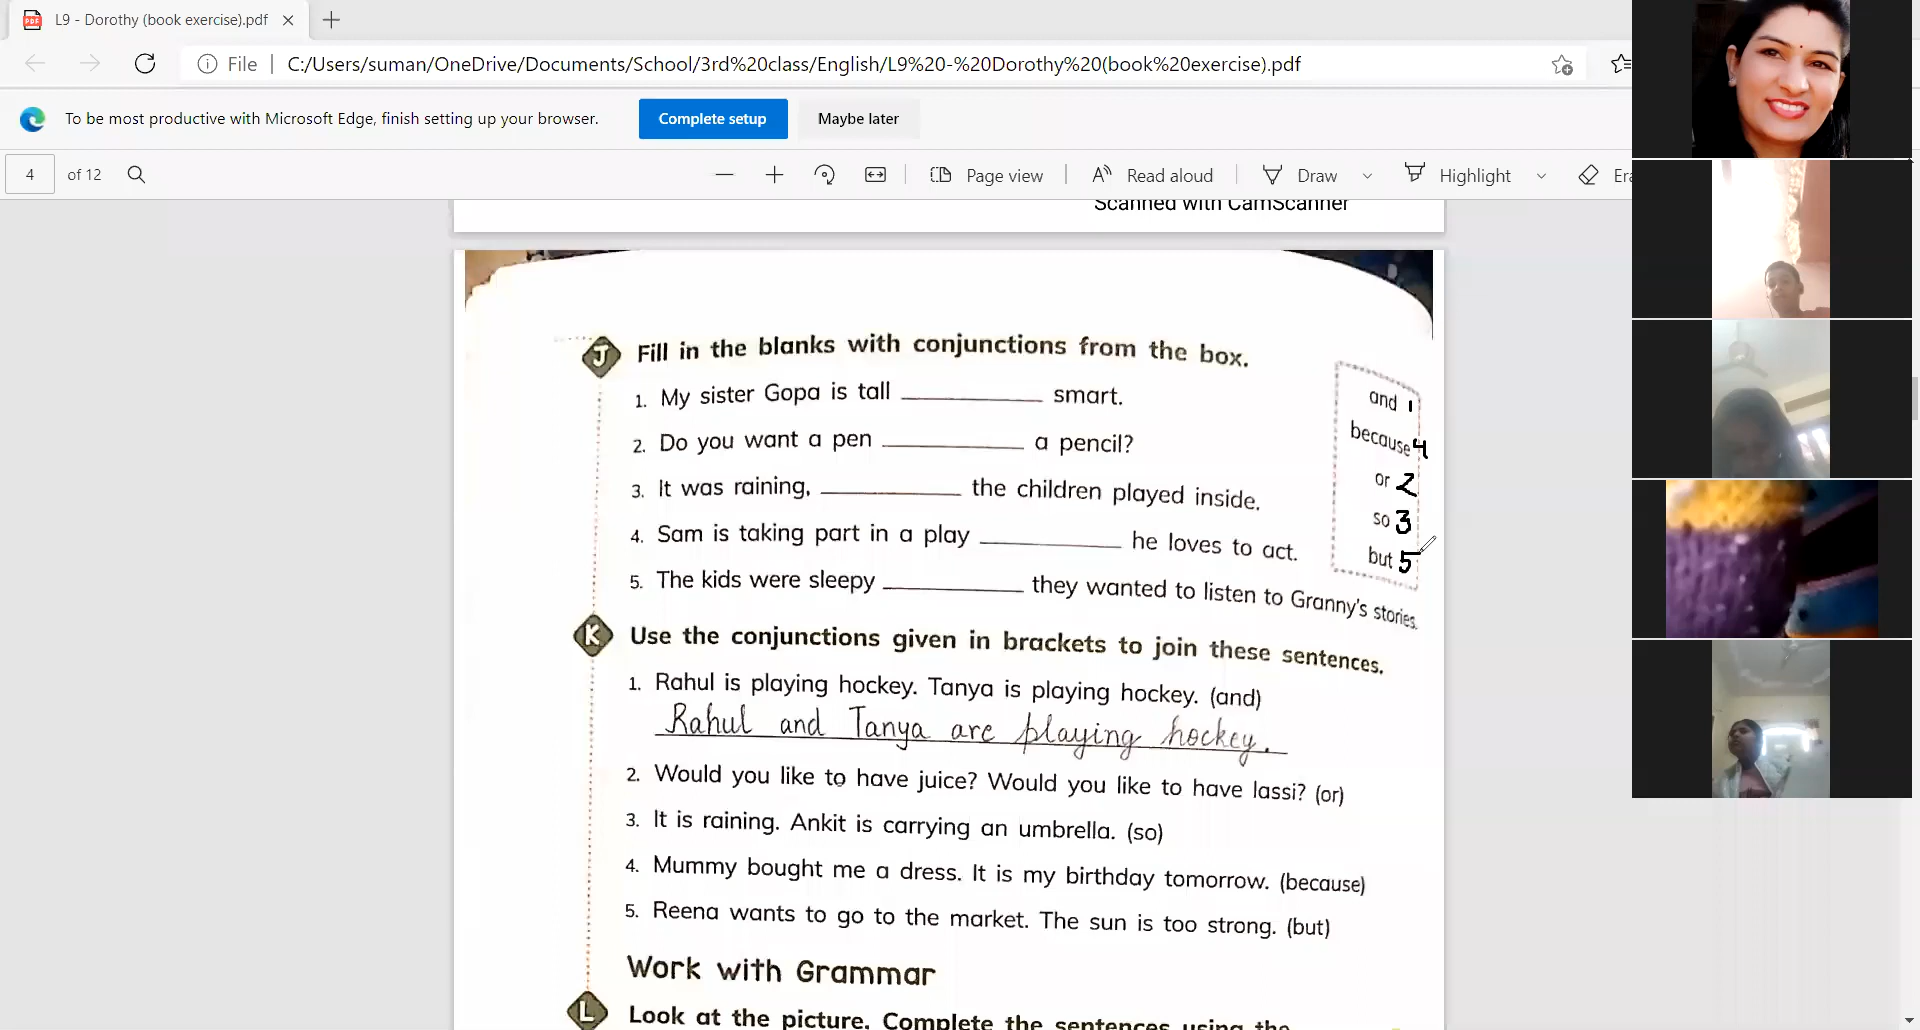 L9 - Dorothy (book exercise).pdf
File
C:/Users/suman/OneDrive/Documents/School/3rd%20class/English/L9%20-%20Dorothy%20(book%20exercise).pdf
To be most productive with Microsoft Edge, finish setting up your browser.
Complete setup
Maybe later
4 of 12
Page view
Read aloud
Draw
Highlight
Era
Scanned with CamScanner
J Fill in the blanks with conjunctions from the box.
1. My sister Gopa is tall ____________ smart.
2. Do you want a pen ____________ a pencil?
3. It was raining, ____________ the children played inside.
4. Sam is taking part in a play ____________ he loves to act.
5. The kids were sleepy ____________ they wanted to listen to Granny's stories.
and 1
because 4
or 2
so 3
but 5
K Use the conjunctions given in brackets to join these sentences.
1. Rahul is playing hockey. Tanya is playing hockey. (and)
Rahul and Tanya are playing hockey.
2. Would you like to have juice? Would you like to have lassi? (or)
3. It is raining. Ankit is carrying an umbrella. (so)
4. Mummy bought me a dress. It is my birthday tomorrow. (because)
5. Reena wants to go to the market. The sun is too strong. (but)
Work with Grammar
L Look at the picture. Complete the sentences using the